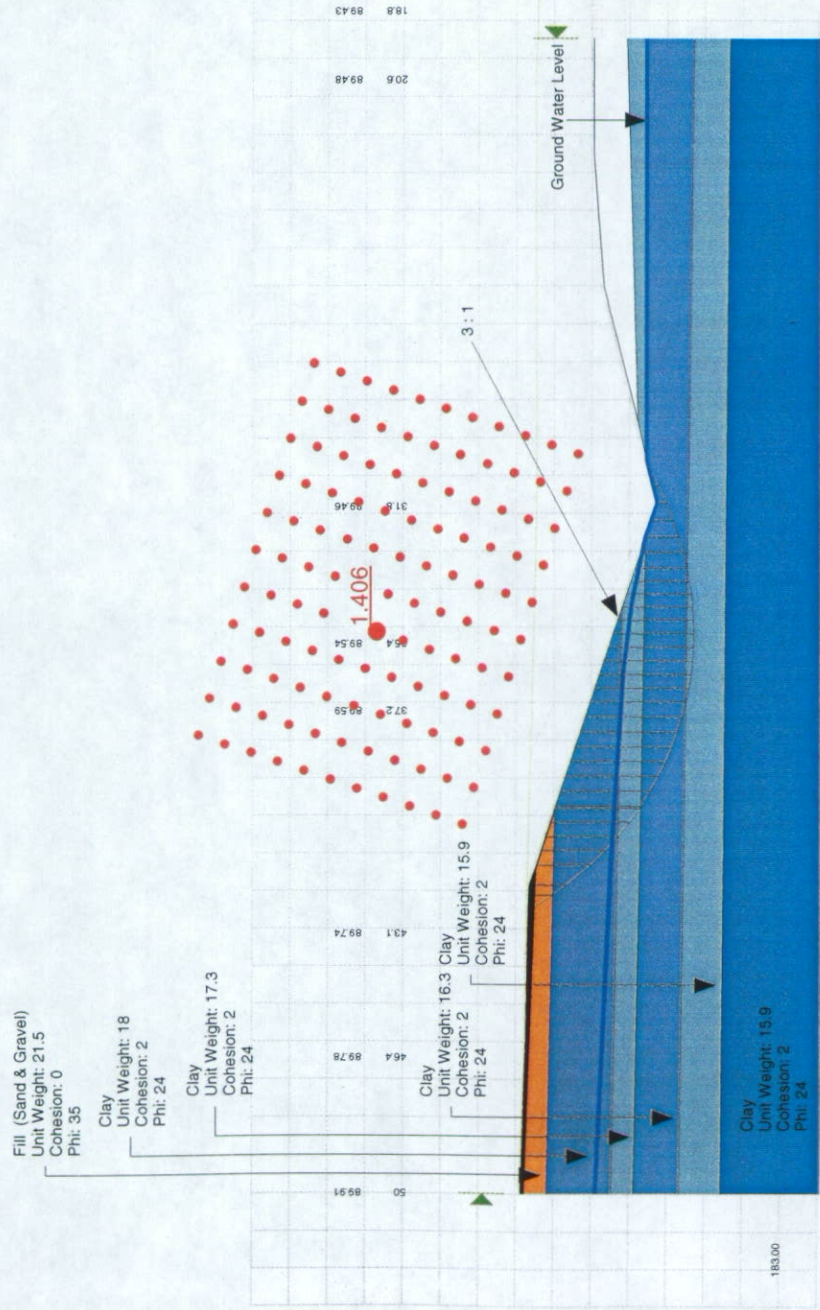 Fill (Sand & Gravel)
Unit Weight: 21.5
Cohesion: 0
Phi: 35
Clay
Unit Weight: 18
Cohesion: 2
Phi: 24
Clay
Unit Weight: 17.3
Cohesion: 2
Phi: 24
Clay
Unit Weight: 16.3
Cohesion: 2
Phi: 24
Clay
Unit Weight: 15.9
Cohesion: 2
Phi: 24
Clay
Unit Weight: 15.9
Cohesion: 2
Phi: 24
1.406
3 : 1
Ground Water Level
183.00
50
89.91
46.4
89.78
43.1
89.74
37.2
89.59
89.54
31.8
89.46
20.6
89.48
18.8
89.43